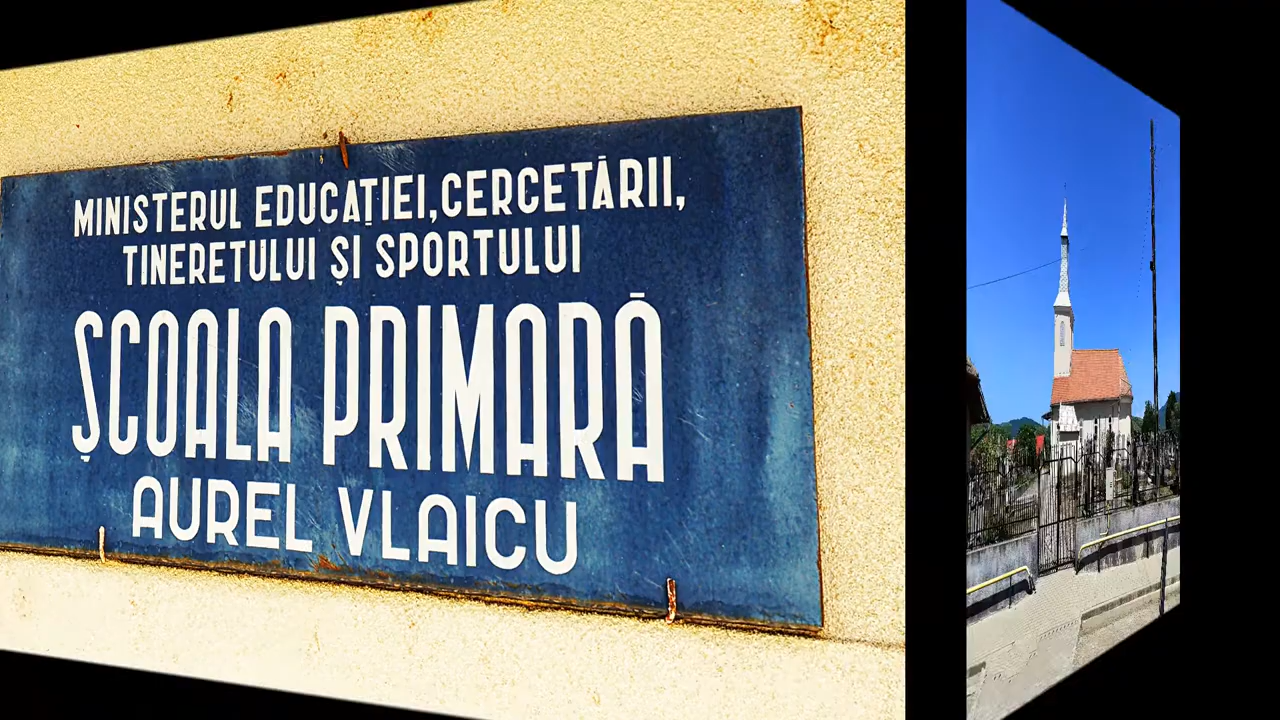 MINISTERUL EDUCAȚIEI,CERCETĂRII,
TINERETULUI ȘI SPORTULUI
ȘCOALA PRIMARĂ
AUREL VLAICU